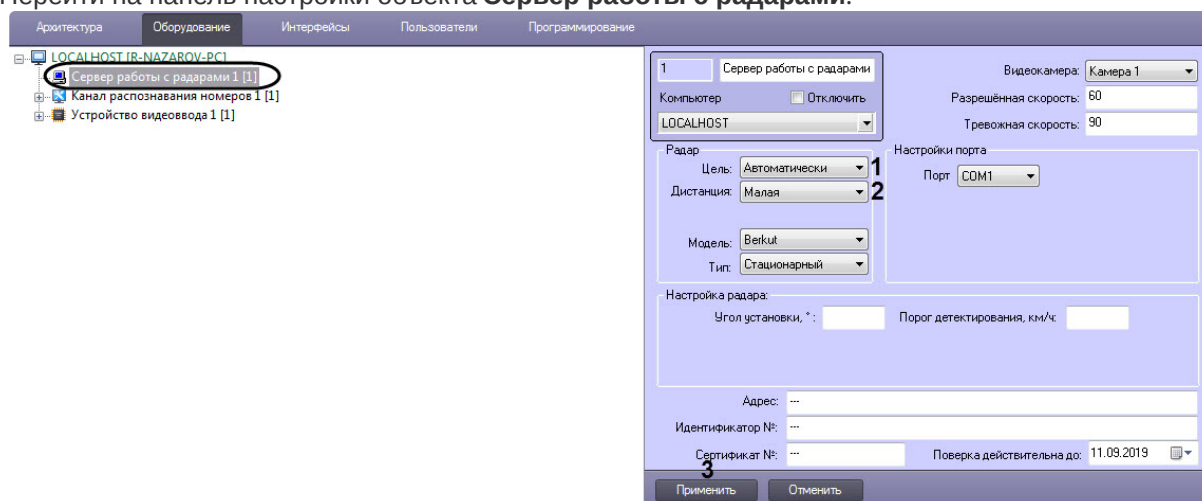 Перейти на панель настройки объекта Сервер работы с радарами.
Архитектура Оборудование Интерфейсы Пользователи Программирование
LOCALHOST [R-NAZAROV-PC]
Сервер работы с радарами 1 [1]
Канал распознавания номеров 1 [1]
Устройство видеоввода 1 [1]
1 Сервер работы с радарами
Компьютер Отключить
LOCALHOST
Видеокамера: Камера 1
Разрешённая скорость: 60
Тревожная скорость: 90
Радар
Цель: Автоматически 1
Дистанция: Малая 2
Модель: Berkut
Тип: Стационарный
Настройки порта
Порт COM1
Настройка радара:
Угол установки, ° : Порог детектирования, км/ч:
Адрес: ---
Идентификатор №: ---
Сертификат №: --- Поверка действительна до: 11.09.2019
3
Применить Отменить